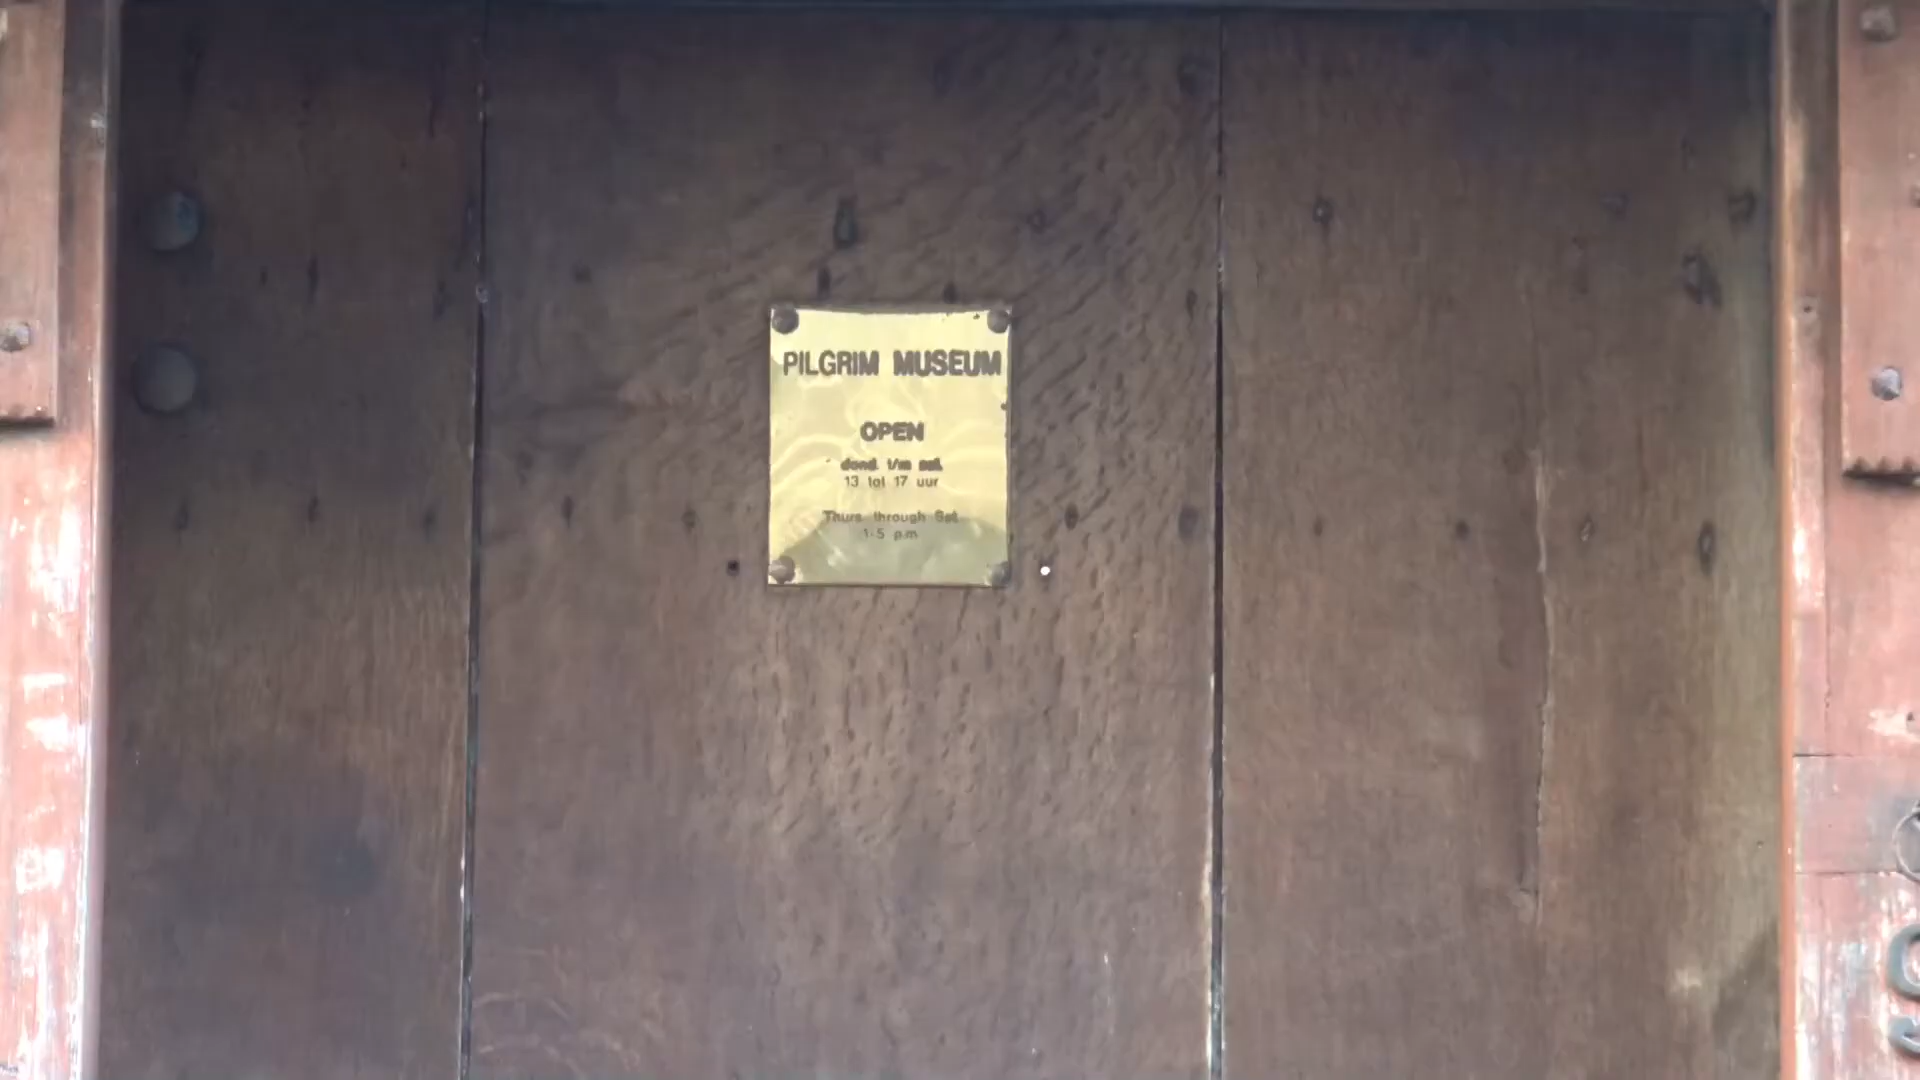 PILGRIM MUSEUM
OPEN
dond. t/m zat.
13 tot 17 uur
Thurs. through Sat.
1-5 p.m